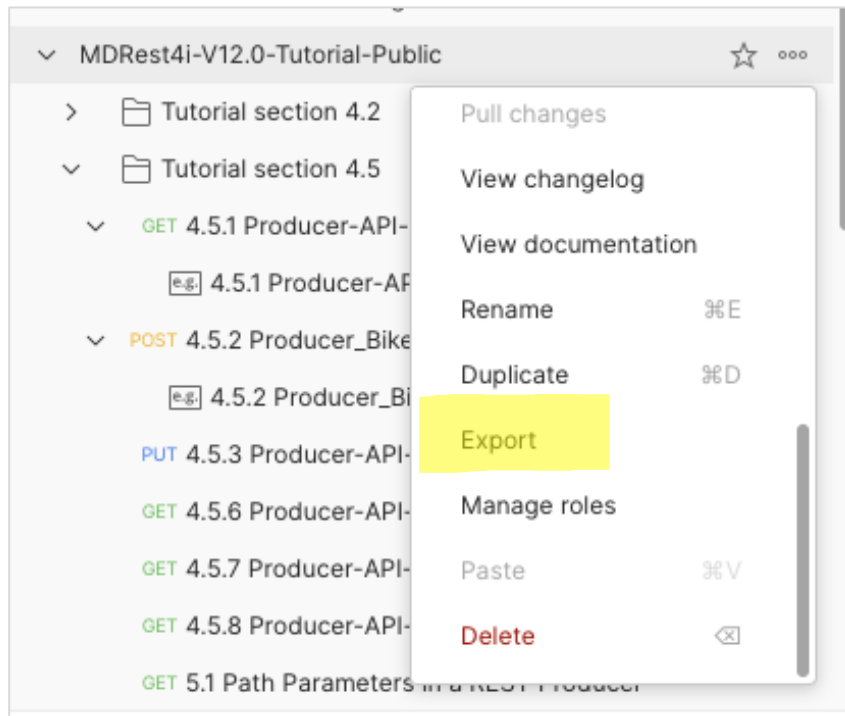 MDRest4i-V12.0-Tutorial-Public
Tutorial section 4.2
Pull changes
Tutorial section 4.5
View changelog
GET 4.5.1 Producer-API-
View documentation
e.g. 4.5.1 Producer-AP
Rename ⌘E
POST 4.5.2 Producer_Bike
Duplicate ⌘D
e.g. 4.5.2 Producer_Bi
Export
PUT 4.5.3 Producer-API-
Manage roles
GET 4.5.6 Producer-API-
GET 4.5.7 Producer-API-
Paste ⌘V
GET 4.5.8 Producer-API-
Delete ⌫
GET 5.1 Path Parameters in a REST Producer